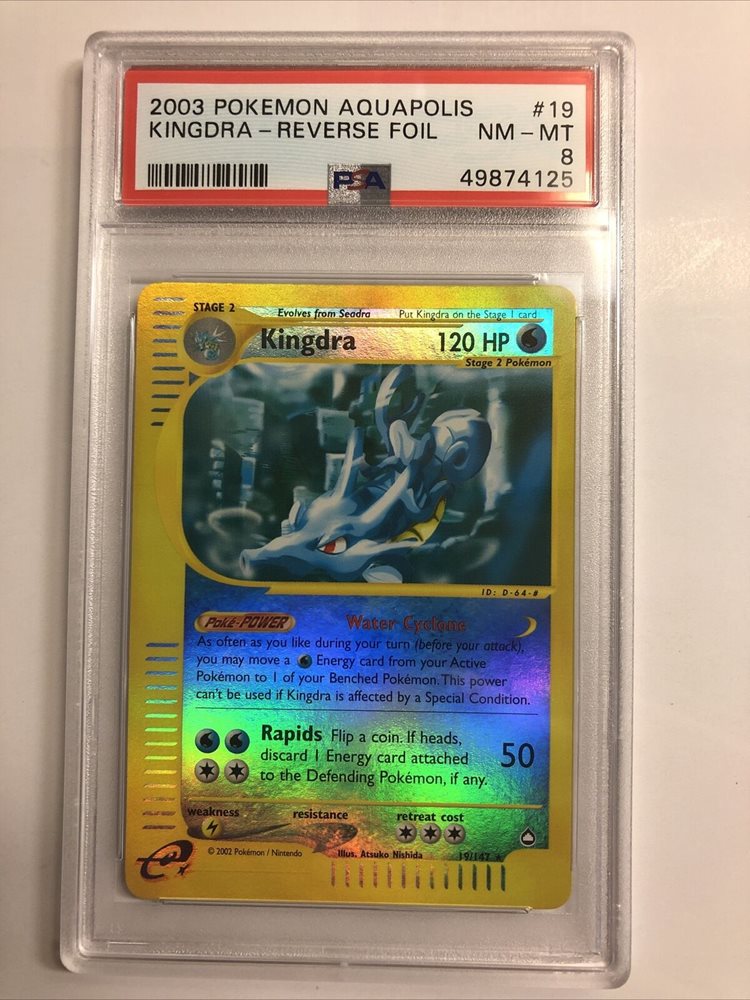 2003 POKEMON AQUAPOLIS #19
KINGDRA - REVERSE FOIL NM - MT
8
PSA 49874125
STAGE 2 Evolves from Seadra Put Kingdra on the Stage 1 card
Kingdra 120 HP
Stage 2 Pokémon
ID: D-64-#
Poké-POWER Water Cyclone
As often as you like during your turn (before your attack),
you may move a Energy card from your Active
Pokémon to 1 of your Benched Pokémon. This power
can't be used if Kingdra is affected by a Special Condition.
Rapids Flip a coin. If heads, 50
discard 1 Energy card attached
to the Defending Pokémon, if any.
weakness resistance retreat cost
© 2002 Pokémon / Nintendo Illus. Atsuko Nishida 19/147 ★
e